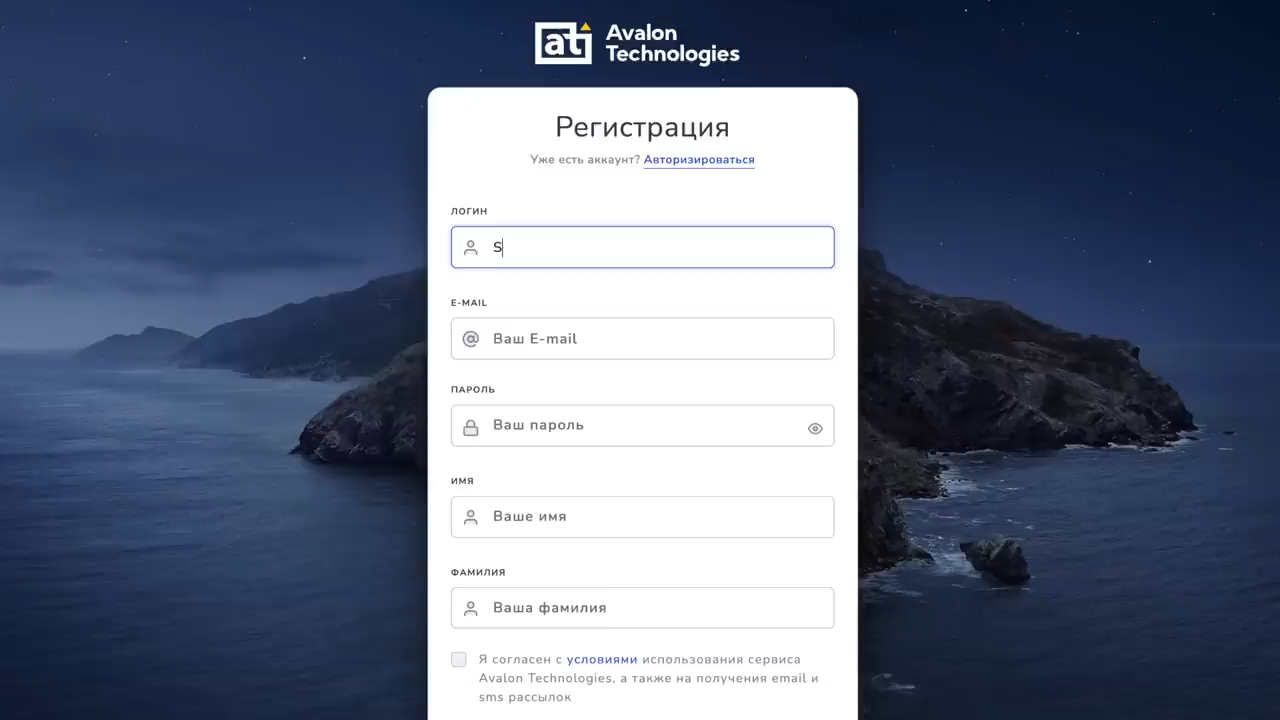 ati
Avalon
Technologies
Регистрация
Уже есть аккаунт? Авторизироваться
ЛОГИН
S
E-MAIL
Ваш E-mail
ПАРОЛЬ
Ваш пароль
ИМЯ
Ваше имя
ФАМИЛИЯ
Ваша фамилия
Я согласен с условиями использования сервиса
Avalon Technologies, а также на получения email и
sms рассылок